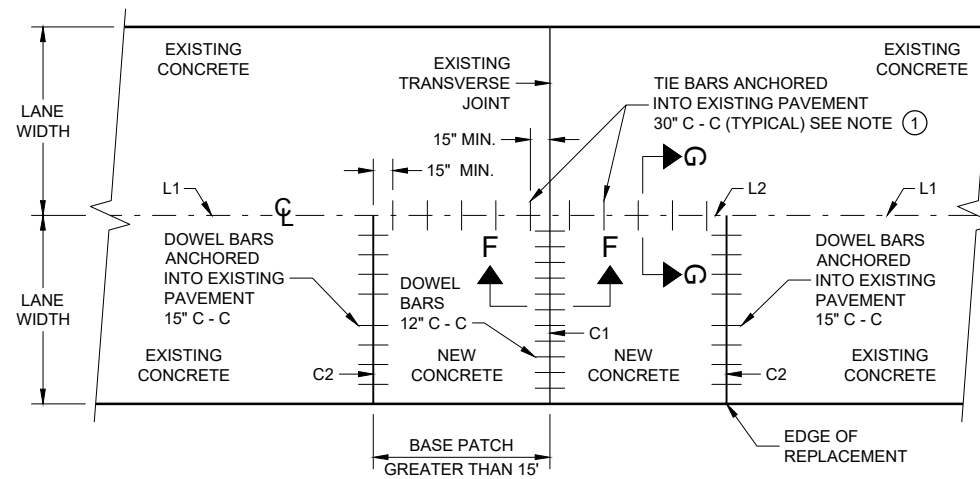 EXISTING
CONCRETE
EXISTING
TRANSVERSE
JOINT
TIE BARS ANCHORED
INTO EXISTING PAVEMENT
30" C - C (TYPICAL) SEE NOTE 1
EXISTING
CONCRETE
LANE
WIDTH
15" MIN.
15" MIN.
G
L1
CL
L2
L1
DOWEL BARS
ANCHORED
INTO EXISTING
PAVEMENT
15" C - C
F
F
G
DOWEL BARS
ANCHORED
INTO EXISTING
PAVEMENT
15" C - C
LANE
WIDTH
DOWEL
BARS
12" C - C
C1
EXISTING
CONCRETE
C2
NEW
CONCRETE
NEW
CONCRETE
C2
EXISTING
CONCRETE
BASE PATCH
GREATER THAN 15'
EDGE OF
REPLACEMENT